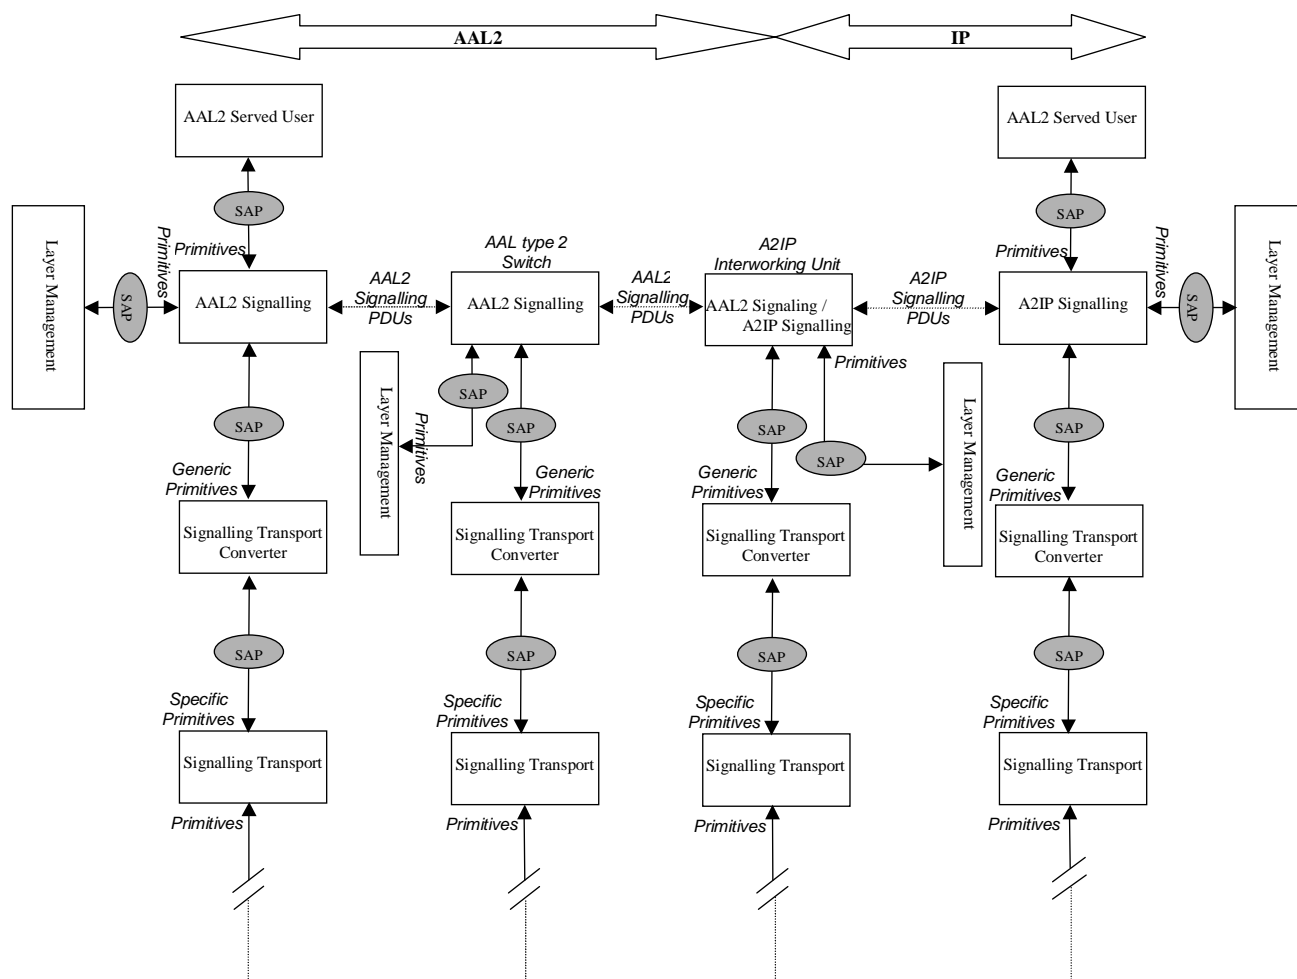 AAL2
IP
AAL2 Served User
AAL2 Served User
SAP
SAP
Layer Management
SAP
Primitives
Primitives
AAL2 Signalling
AAL2
Signalling
PDUs
AAL type 2
Switch
AAL2 Signalling
AAL2
Signalling
PDUs
A2IP
Interworking Unit
AAL2 Signaling /
A2IP Signalling
A2IP
Signalling
PDUs
Primitives
A2IP Signalling
Primitives
SAP
Layer Management
SAP
Layer Management
Primitives
SAP
SAP
SAP
Primitives
SAP
Layer Management
SAP
Generic
Primitives
Generic
Primitives
Generic
Primitives
Generic
Primitives
Signalling Transport
Converter
Signalling Transport
Converter
Signalling Transport
Converter
Signalling Transport
Converter
SAP
SAP
SAP
SAP
Specific
Primitives
Specific
Primitives
Specific
Primitives
Specific
Primitives
Signalling Transport
Signalling Transport
Signalling Transport
Signalling Transport
Primitives
Primitives
Primitives
Primitives